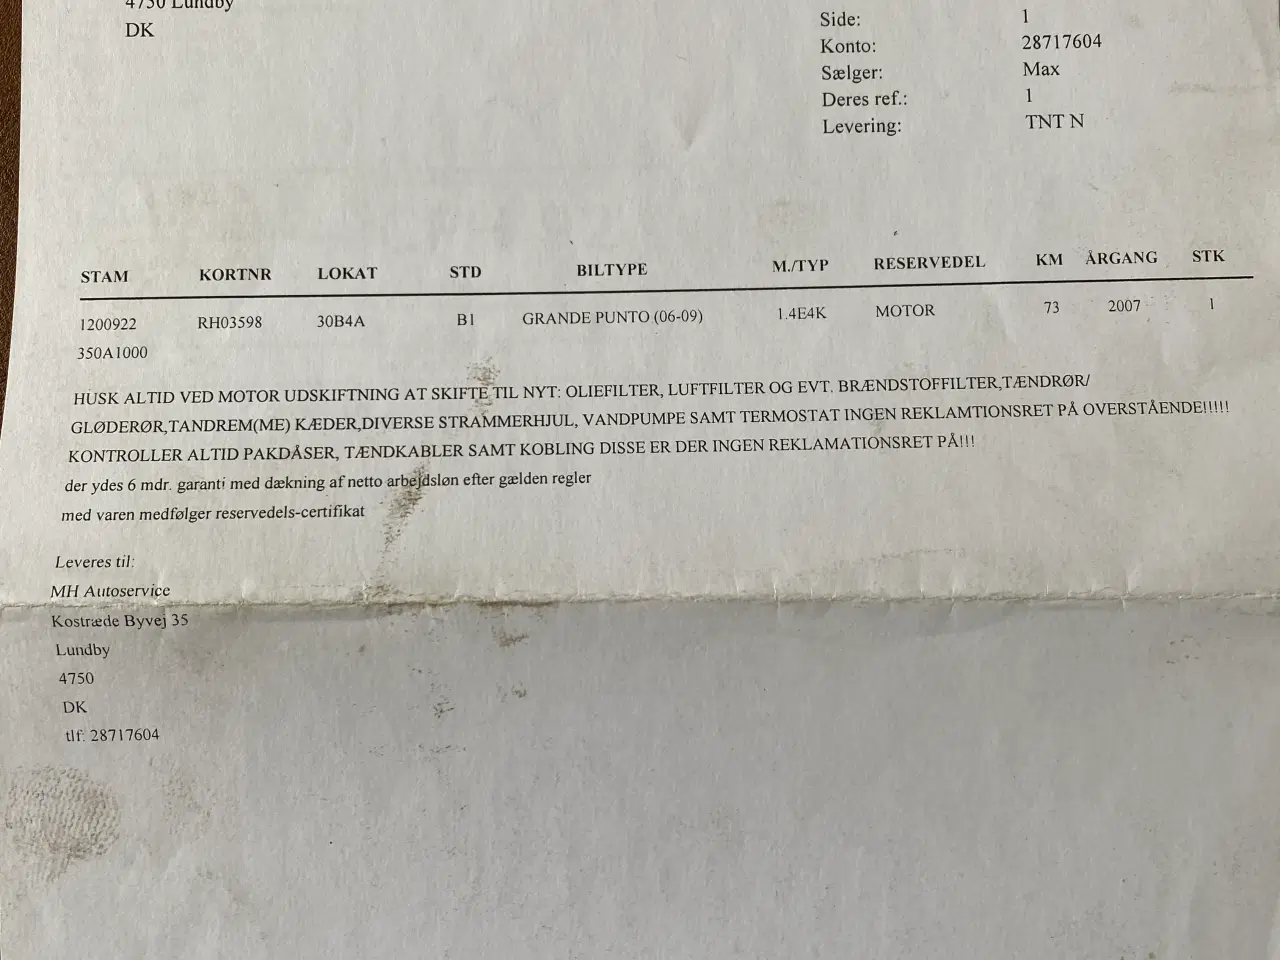 4750 Lundby
DK
Side: 1
Konto: 28717604
Sælger: Max
Deres ref.: 1
Levering: TNT N
STAM KORTNR LOKAT STD BILTYPE M./TYP RESERVEDEL KM ÅRGANG STK
1200922 RH03598 30B4A B1 GRANDE PUNTO (06-09) 1.4E4K MOTOR 73 2007 1
350A1000
HUSK ALTID VED MOTOR UDSKIFTNING AT SKIFTE TIL NYT: OLIEFILTER, LUFTFILTER OG EVT. BRÆNDSTOFFILTER,TÆNDRØR/
GLØDERØR,TANDREM(ME) KÆDER,DIVERSE STRAMMERHJUL, VANDPUMPE SAMT TERMOSTAT INGEN REKLAMTIONSRET PÅ OVERSTÅENDE!!!!!
KONTROLLER ALTID PAKDÅSER, TÆNDKABLER SAMT KOBLING DISSE ER DER INGEN REKLAMATIONSRET PÅ!!!
der ydes 6 mdr. garanti med dækning af netto arbejdsløn efter gælden regler
med varen medfølger reservedels-certifikat
Leveres til:
MH Autoservice
Kostræde Byvej 35
Lundby
4750
DK
tlf: 28717604